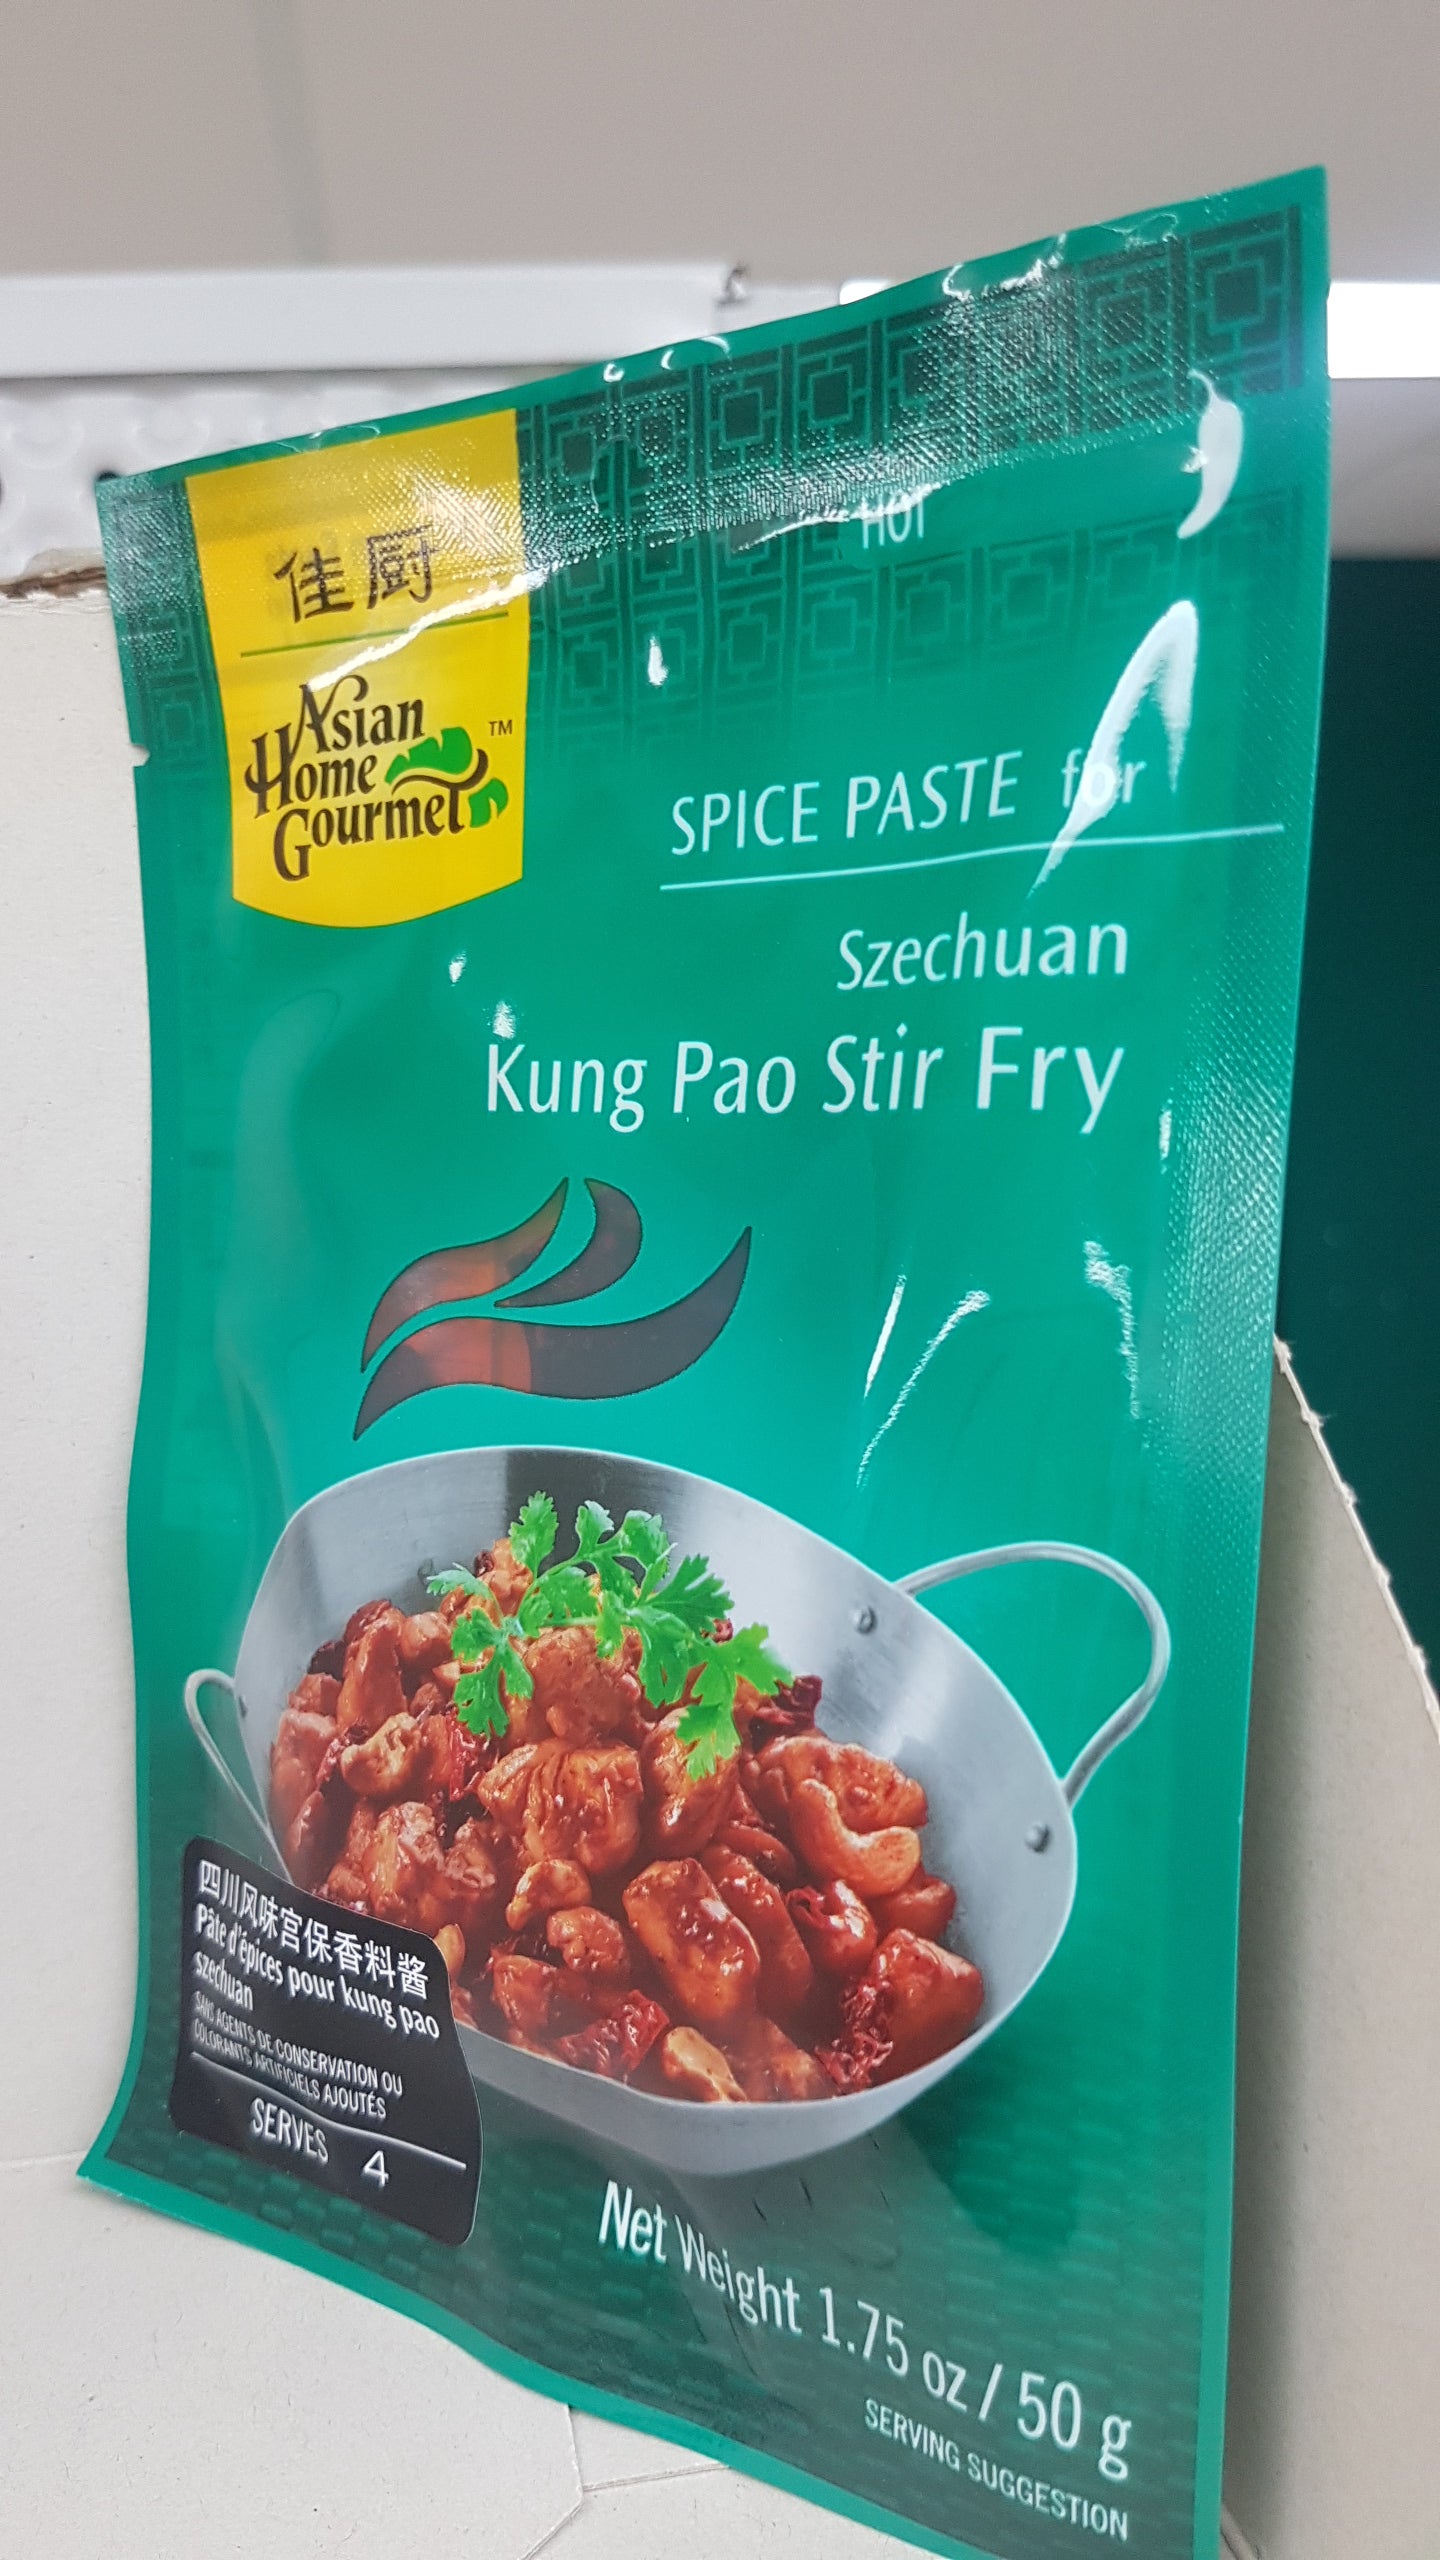 佳厨
Asian
Home
Gourmet
TM
HOT
SPICE PASTE for
Szechuan
Kung Pao Stir Fry
四川风味宫保香料酱
Pâte d'épices pour kung pao
szechuan
SANS AGENTS DE CONSERVATION OU
COLORANTS ARTIFICIELS AJOUTÉS
SERVES 4
Net Weight 1.75 oz / 50 g
SERVING SUGGESTION